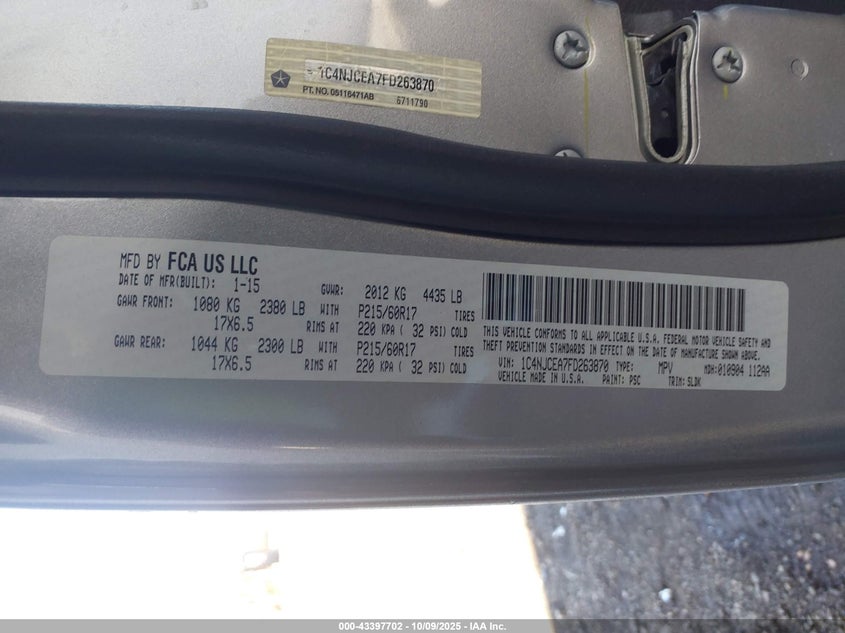 1C4NJCEA7FD263870
PT. NO. 05116471AB 6711790
MFD BY FCA US LLC
DATE OF MFR(BUILT): 1-15 GVWR: 2012 KG 4435 LB
GAWR FRONT: 1080 KG 2380 LB WITH P215/60R17 TIRES
17X6.5 RIMS AT 220 KPA ( 32 PSI) COLD
GAWR REAR: 1044 KG 2300 LB WITH P215/60R17 TIRES
17X6.5 RIMS AT 220 KPA ( 32 PSI) COLD
THIS VEHICLE CONFORMS TO ALL APPLICABLE U.S.A. FEDERAL MOTOR VEHICLE SAFETY AND
THEFT PREVENTION STANDARDS IN EFFECT ON THE DATE OF MANUFACTURE SHOWN ABOVE.
VIN: 1C4NJCEA7FD263870 TYPE: MPV MDH:010904 112AA
VEHICLE MADE IN U.S.A. PAINT: PSC TRIM: SLDK
000-43397702 - 10/09/2025 - IAA Inc.